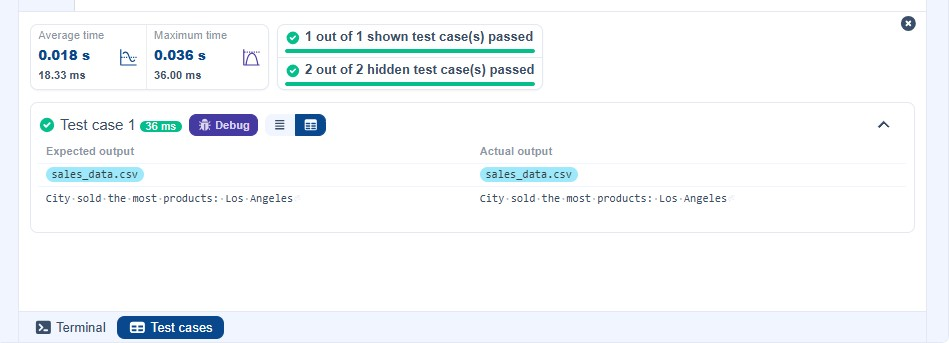 Average time
0.018 s
18.33 ms
Maximum time
0.036 s
36.00 ms
1 out of 1 shown test case(s) passed
2 out of 2 hidden test case(s) passed
Test case 1 36 ms Debug
Expected output Actual output
sales_data.csv sales_data.csv
City·sold·the·most·products:·Los·Angeles City·sold·the·most·products:·Los·Angeles
Terminal Test cases